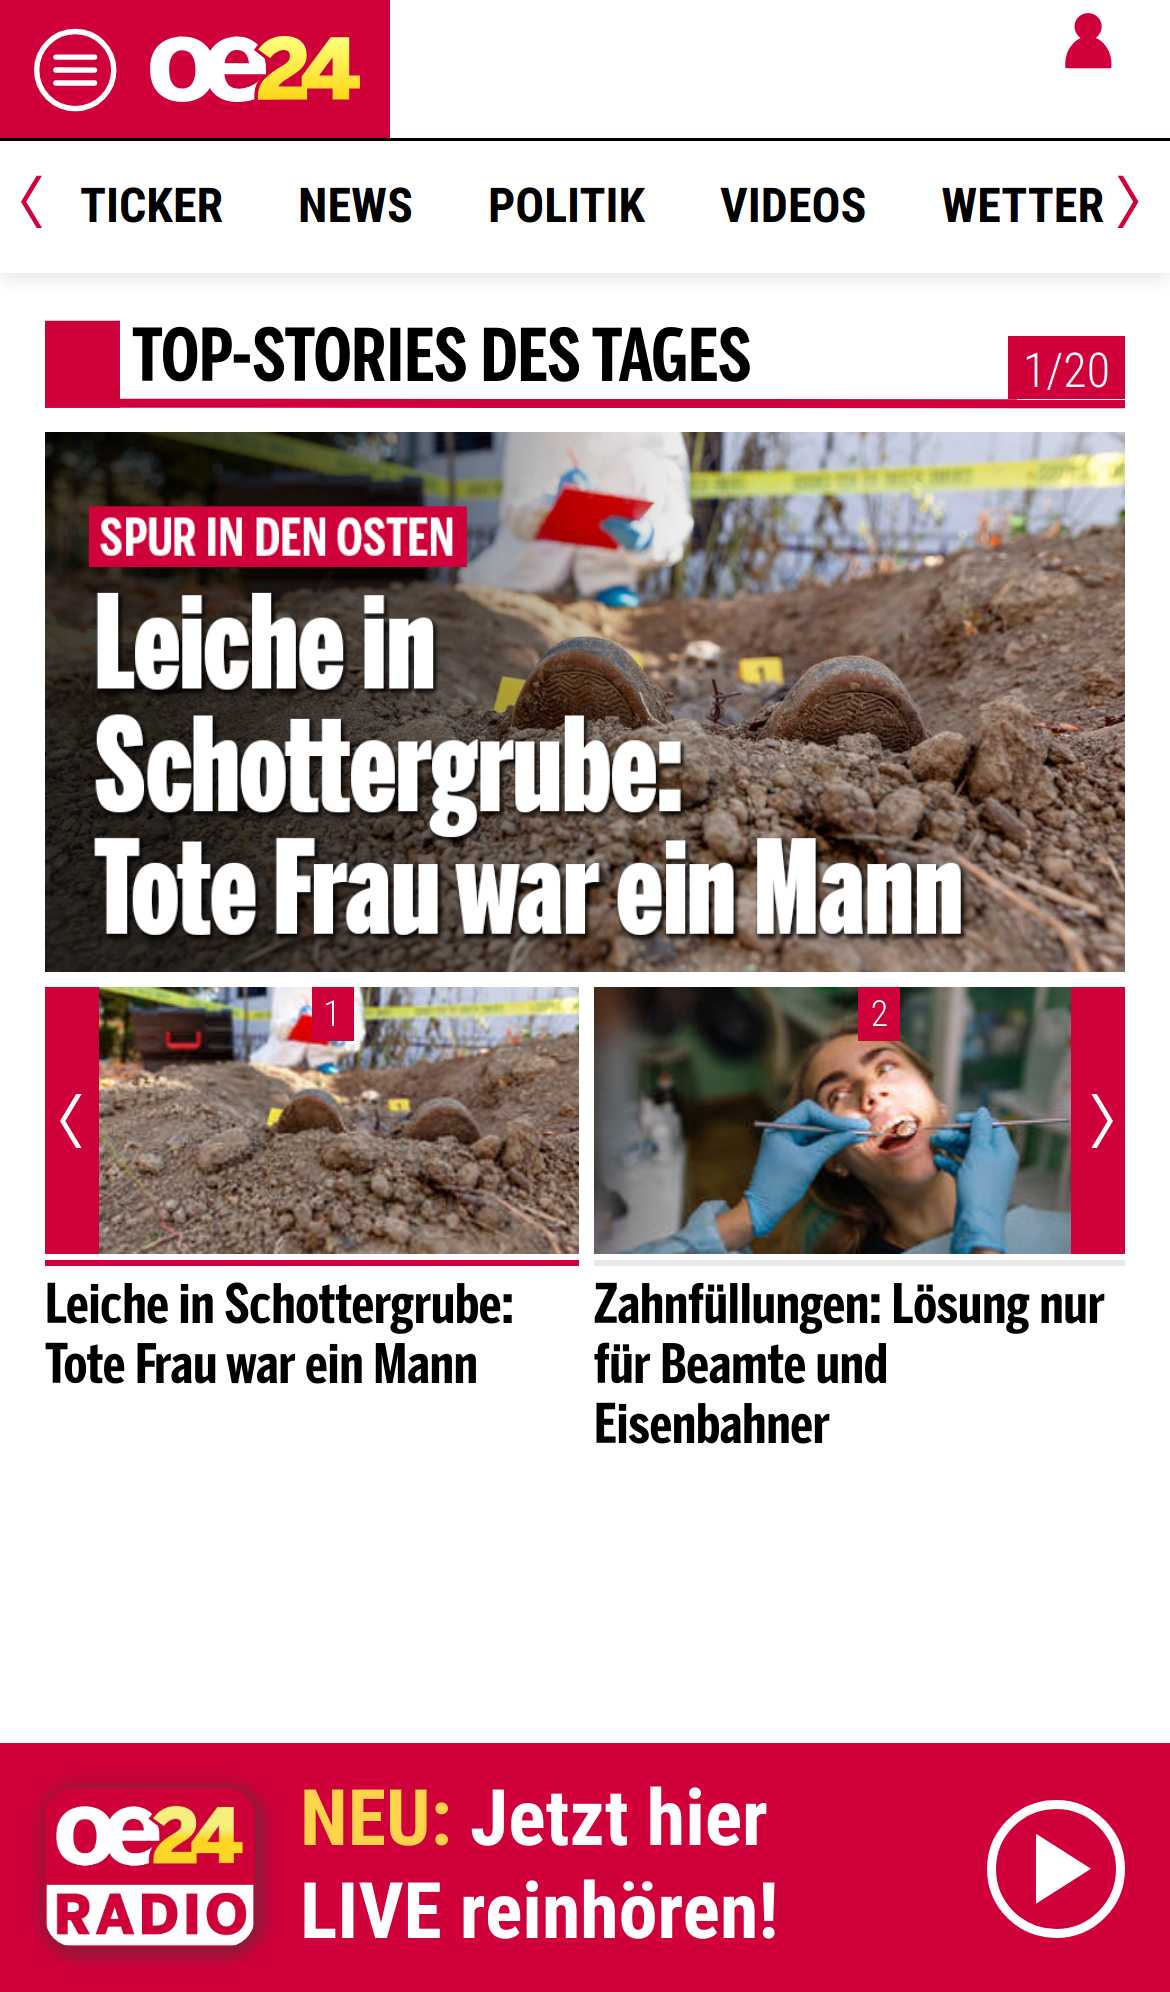 oe24
TICKER NEWS POLITIK VIDEOS WETTER
TOP-STORIES DES TAGES
1/20
SPUR IN DEN OSTEN
Leiche in
Schottergrube:
Tote Frau war ein Mann
1
Leiche in Schottergrube:
Tote Frau war ein Mann
2
Zahnfüllungen: Lösung nur
für Beamte und
Eisenbahner
oe24
RADIO
NEU: Jetzt hier
LIVE reinhören!